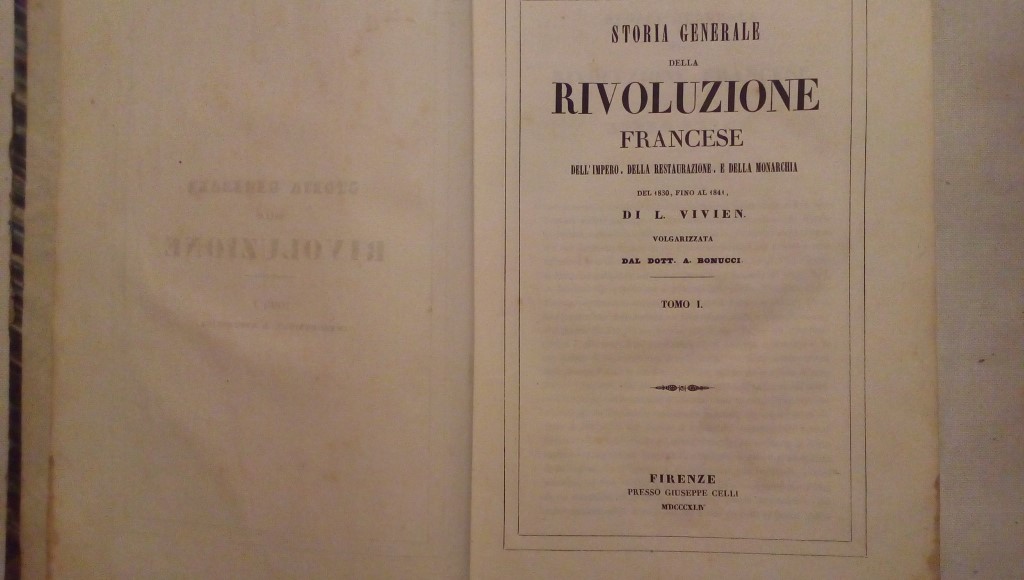 STORIA GENERALE
DELLA
RIVOLUZIONE
FRANCESE
DELL'IMPERO, DELLA RESTAURAZIONE, E DELLA MONARCHIA
DEL 1830, FINO AL 1841,
DI L. VIVIEN.
VOLGARIZZATA
DAL DOTT. A. BONUCCI.
TOMO I.
FIRENZE
PRESSO GIUSEPPE CELLI
MDCCCXLIV